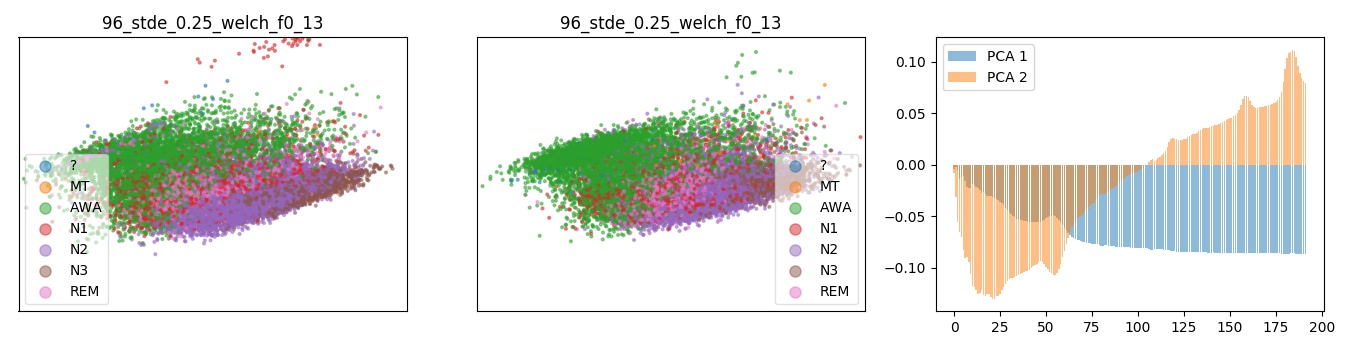 96_stde_0.25_welch_f0_13
?
MT
AWA
N1
N2
N3
REM
96_stde_0.25_welch_f0_13
?
MT
AWA
N1
N2
N3
REM
PCA 1
PCA 2
0.10
0.05
0.00
−0.05
−0.10
0 25 50 75 100 125 150 175 200